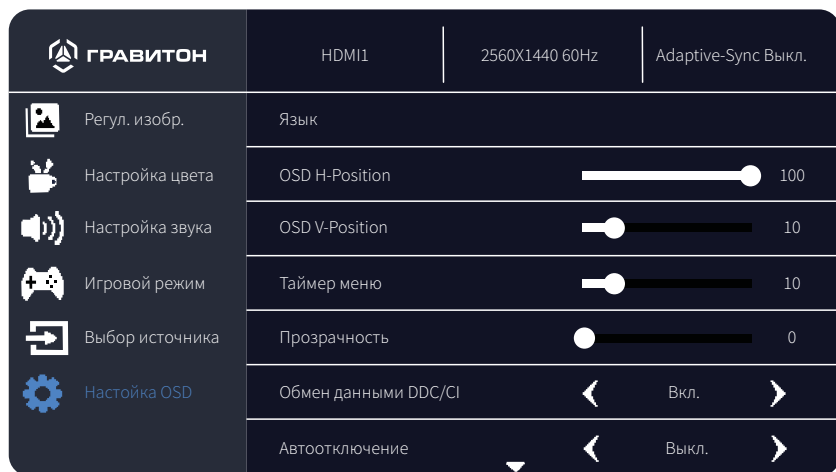 ГРАВИТОН
HDMI1
2560X1440 60Hz
Adaptive-Sync Выкл.
Регул. изобр.
Язык
Настройка цвета
OSD H-Position
100
Настройка звука
OSD V-Position
10
Игровой режим
Таймер меню
10
Выбор источника
Прозрачность
0
Настойка OSD
Обмен данными DDC/CI
Вкл.
Автоотключение
Выкл.